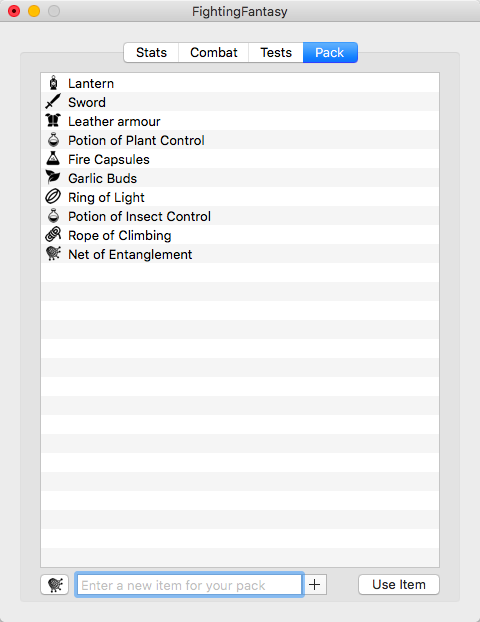 FightingFantasy
Stats Combat Tests Pack
Lantern
Sword
Leather armour
Potion of Plant Control
Fire Capsules
Garlic Buds
Ring of Light
Potion of Insect Control
Rope of Climbing
Net of Entanglement
Enter a new item for your pack + Use Item